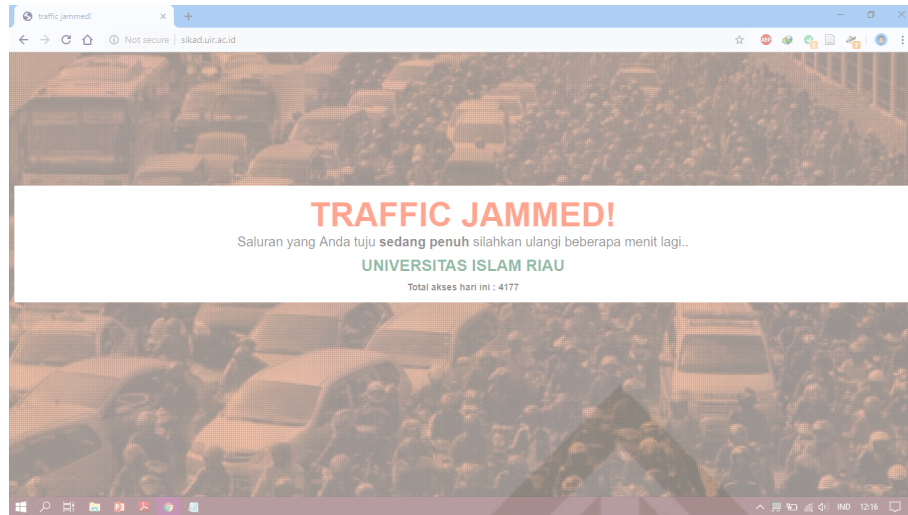 traffic jammed!
Not secure | sikad.uir.ac.id
ABP
TRAFFIC JAMMED!
Saluran yang Anda tuju sedang penuh silahkan ulangi beberapa menit lagi..
UNIVERSITAS ISLAM RIAU
Total akses hari ini : 4177
IND 12:16